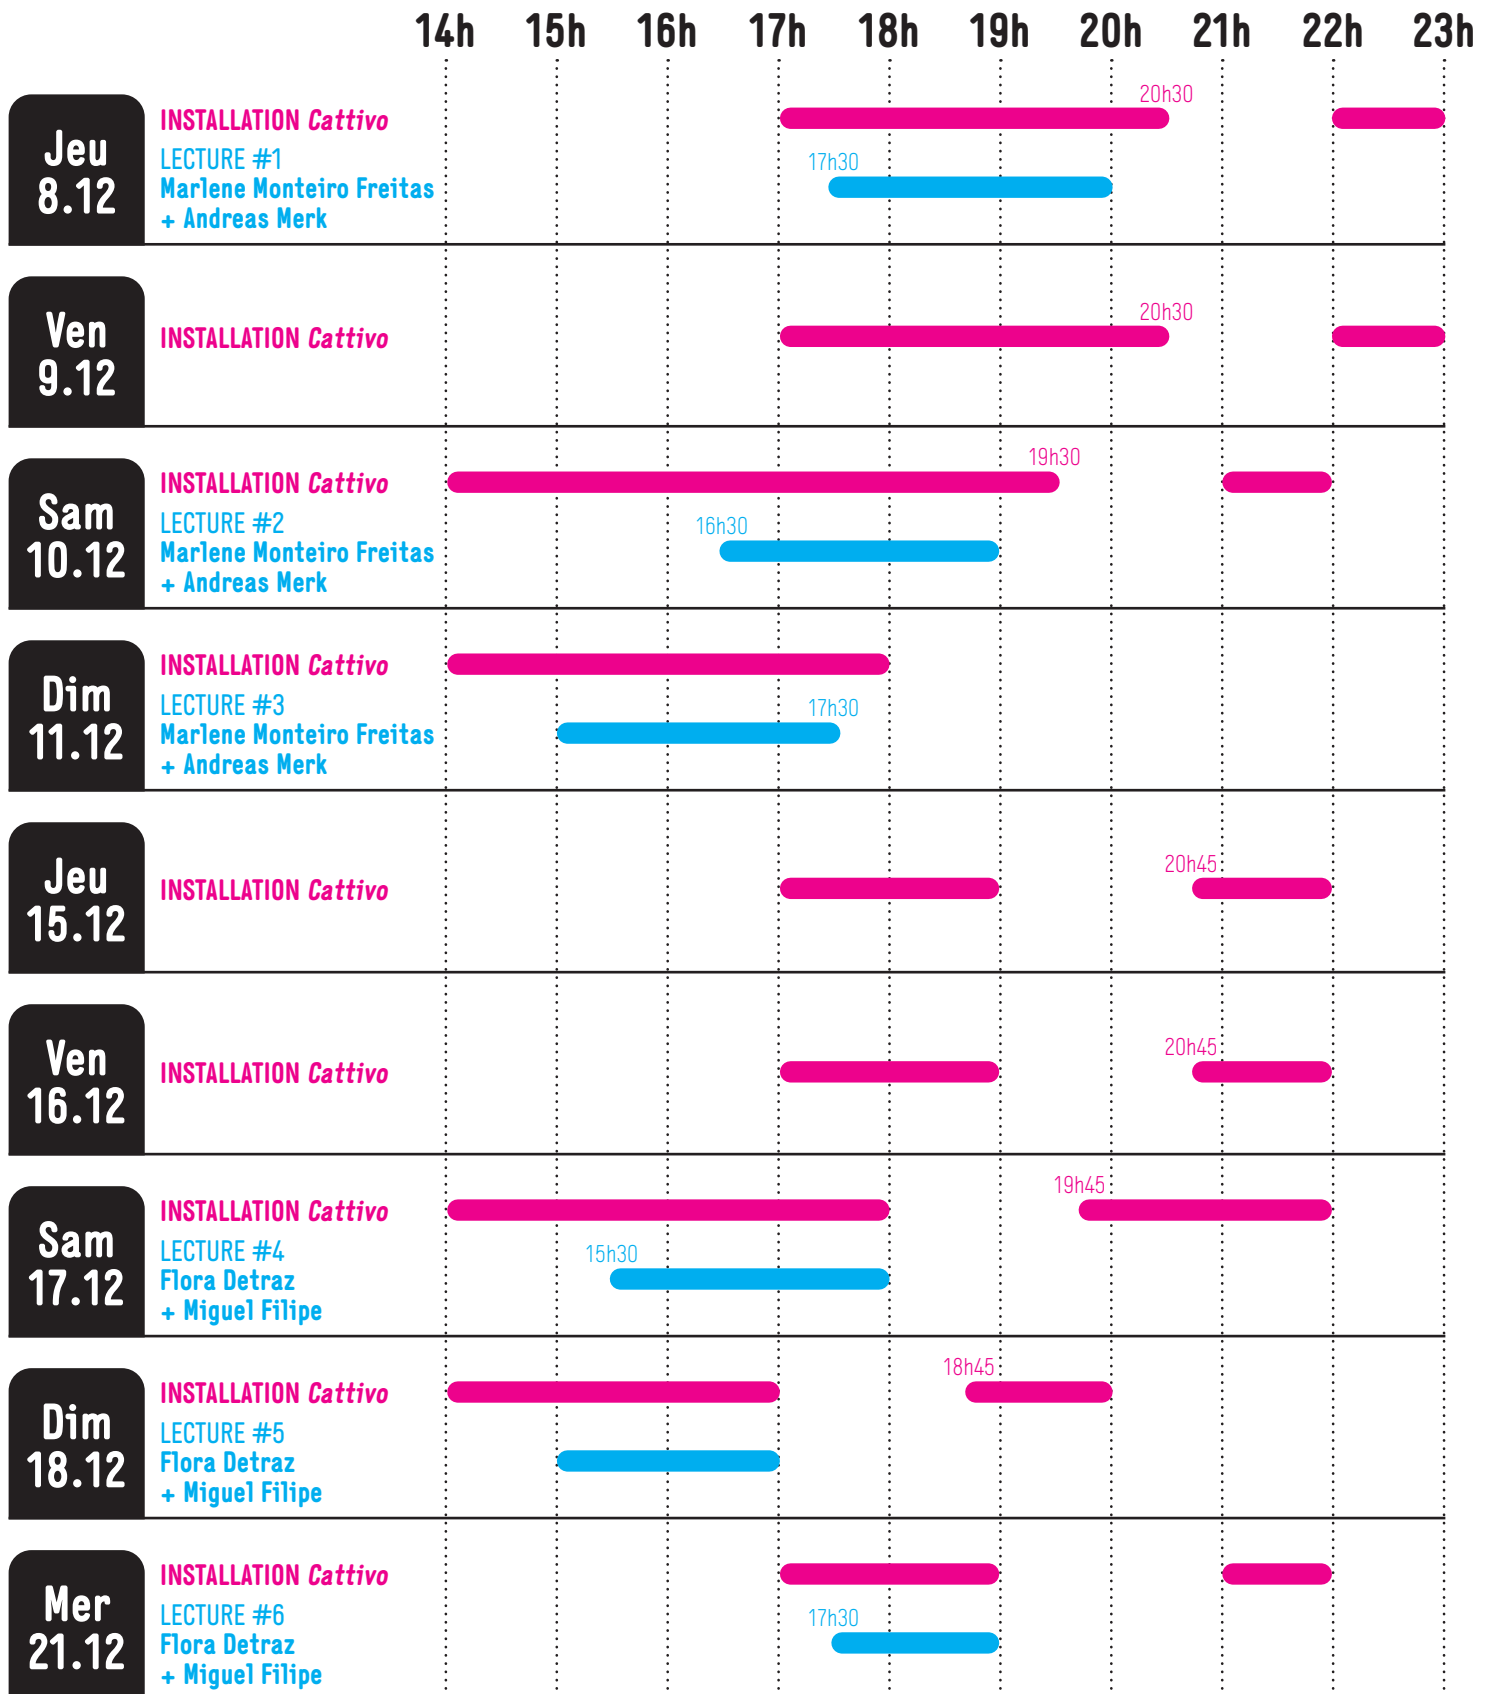 14h 15h 16h 17h 18h 19h 20h 21h 22h 23h
Jeu
8.12
INSTALLATION Cattivo
20h30
LECTURE #1
17h30
Marlene Monteiro Freitas
+ Andreas Merk
Ven
9.12
INSTALLATION Cattivo
20h30
Sam
10.12
INSTALLATION Cattivo
19h30
LECTURE #2
16h30
Marlene Monteiro Freitas
+ Andreas Merk
Dim
11.12
INSTALLATION Cattivo
LECTURE #3
17h30
Marlene Monteiro Freitas
+ Andreas Merk
Jeu
15.12
INSTALLATION Cattivo
20h45
Ven
16.12
INSTALLATION Cattivo
20h45
Sam
17.12
INSTALLATION Cattivo
19h45
LECTURE #4
15h30
Flora Detraz
+ Miguel Filipe
Dim
18.12
INSTALLATION Cattivo
18h45
LECTURE #5
Flora Detraz
+ Miguel Filipe
Mer
21.12
INSTALLATION Cattivo
LECTURE #6
17h30
Flora Detraz
+ Miguel Filipe